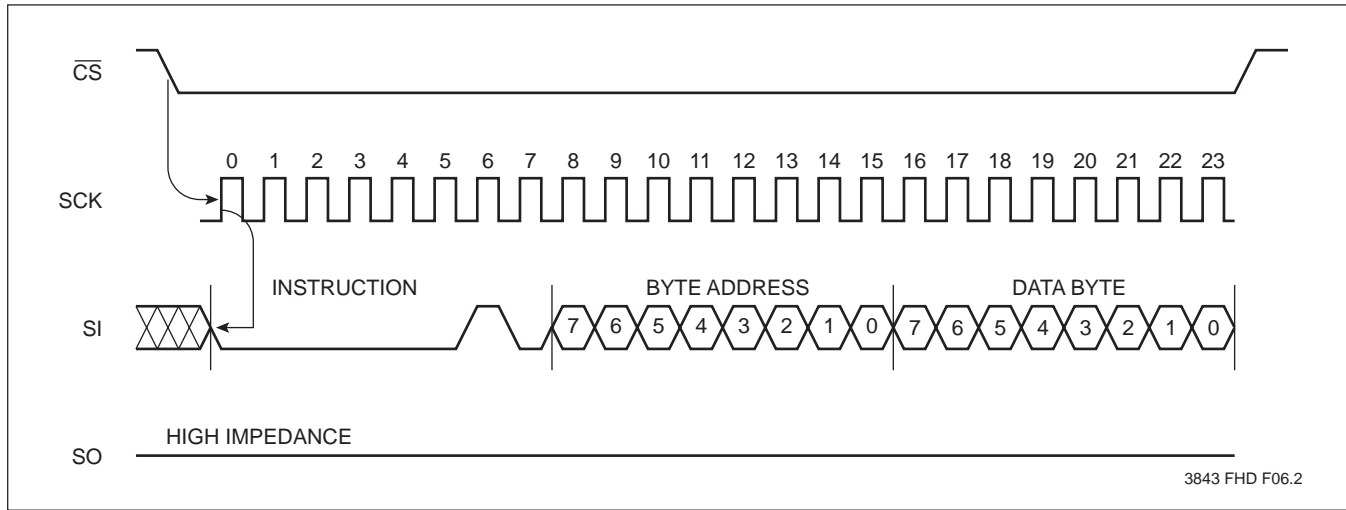 CS
0 1 2 3 4 5 6 7 8 9 10 11 12 13 14 15 16 17 18 19 20 21 22 23
SCK
INSTRUCTION BYTE ADDRESS DATA BYTE
SI 7 6 5 4 3 2 1 0 7 6 5 4 3 2 1 0
HIGH IMPEDANCE
SO
3843 FHD F06.2